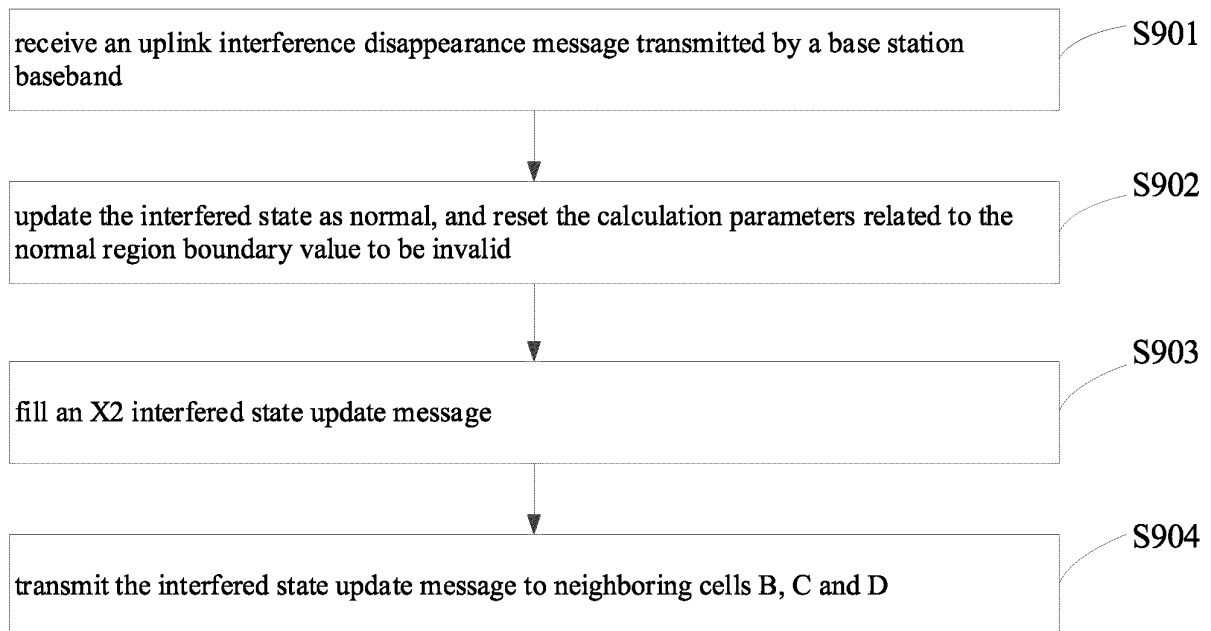 receive an uplink interference disappearance message transmitted by a base station
baseband
S901
update the interfered state as normal, and reset the calculation parameters related to the
normal region boundary value to be invalid
S902
fill an X2 interfered state update message
S903
transmit the interfered state update message to neighboring cells B, C and D
S904